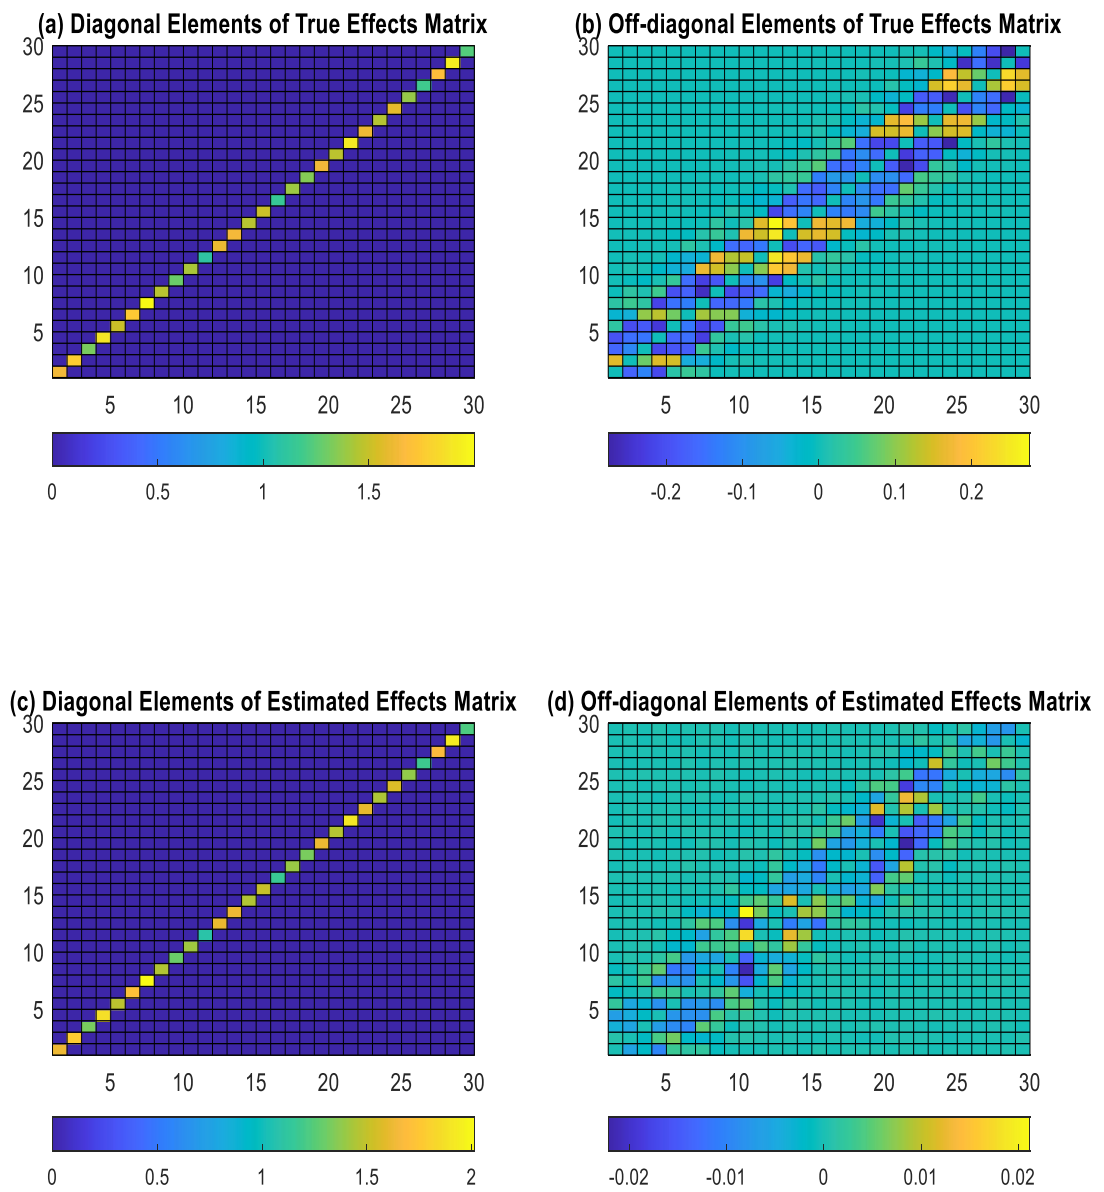 (a) Diagonal Elements of True Effects Matrix
30
25
20
15
10
5
5 10 15 20 25 30
0 0.5 1 1.5
(b) Off-diagonal Elements of True Effects Matrix
30
25
20
15
10
5
5 10 15 20 25 30
-0.2 -0.1 0 0.1 0.2
(c) Diagonal Elements of Estimated Effects Matrix
30
25
20
15
10
5
5 10 15 20 25 30
0 0.5 1 1.5 2
(d) Off-diagonal Elements of Estimated Effects Matrix
30
25
20
15
10
5
5 10 15 20 25 30
-0.02 -0.01 0 0.01 0.02